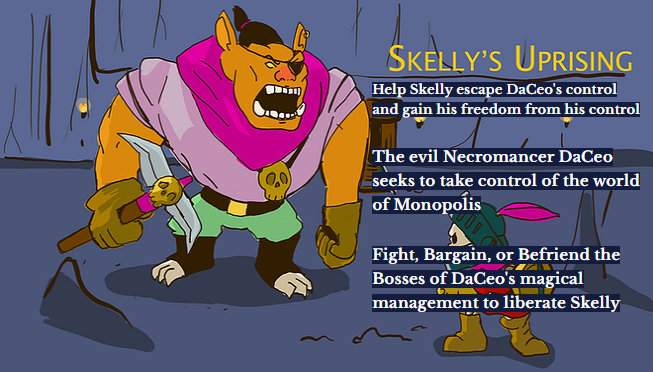 SKELLY'S UPRISING
Help Skelly escape DaCeo's control
and gain his freedom from his control
The evil Necromancer DaCeo
seeks to take control of the world
of Monopolis
Fight, Bargain, or Befriend the
Bosses of DaCeo's magical
management to liberate Skelly